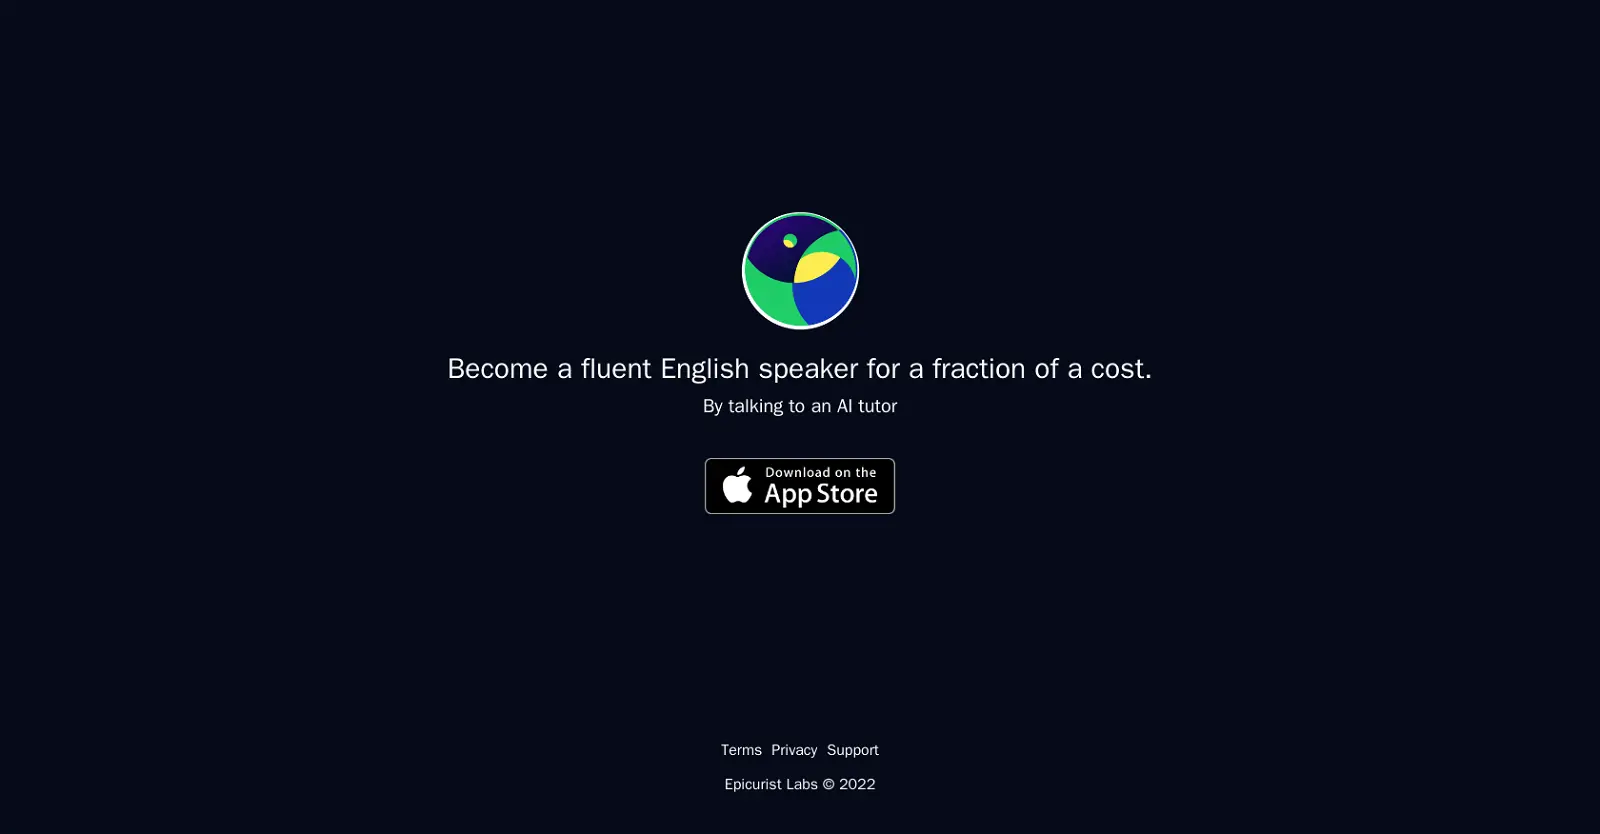 Become a fluent English speaker for a fraction of a cost.
By talking to an AI tutor
Download on the
App Store
Terms Privacy Support
Epicurist Labs © 2022